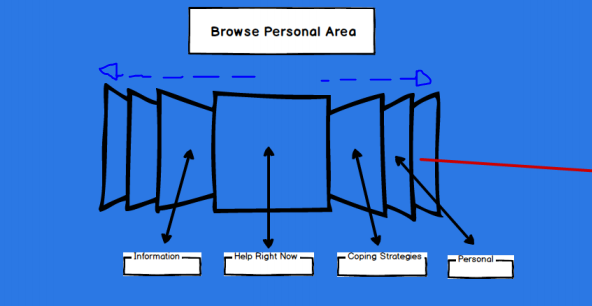 Browse Personal Area
Information
Help Right Now
Coping Strategies
Personal